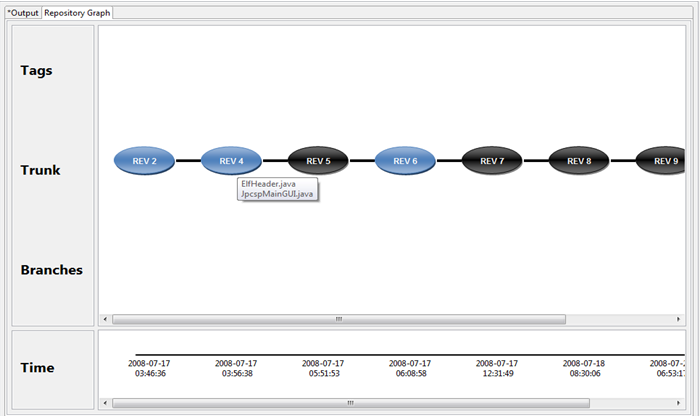 *Output Repository Graph
Tags
Trunk
REV 2 REV 4 REV 5 REV 6 REV 7 REV 8 REV 9
ElfHeader.java
JpcspMainGUI.java
Branches
Time
2008-07-17 2008-07-17 2008-07-17 2008-07-17 2008-07-17 2008-07-18 2008-07
03:46:36 03:56:38 05:51:53 06:08:58 12:31:49 08:30:06 06:53:1